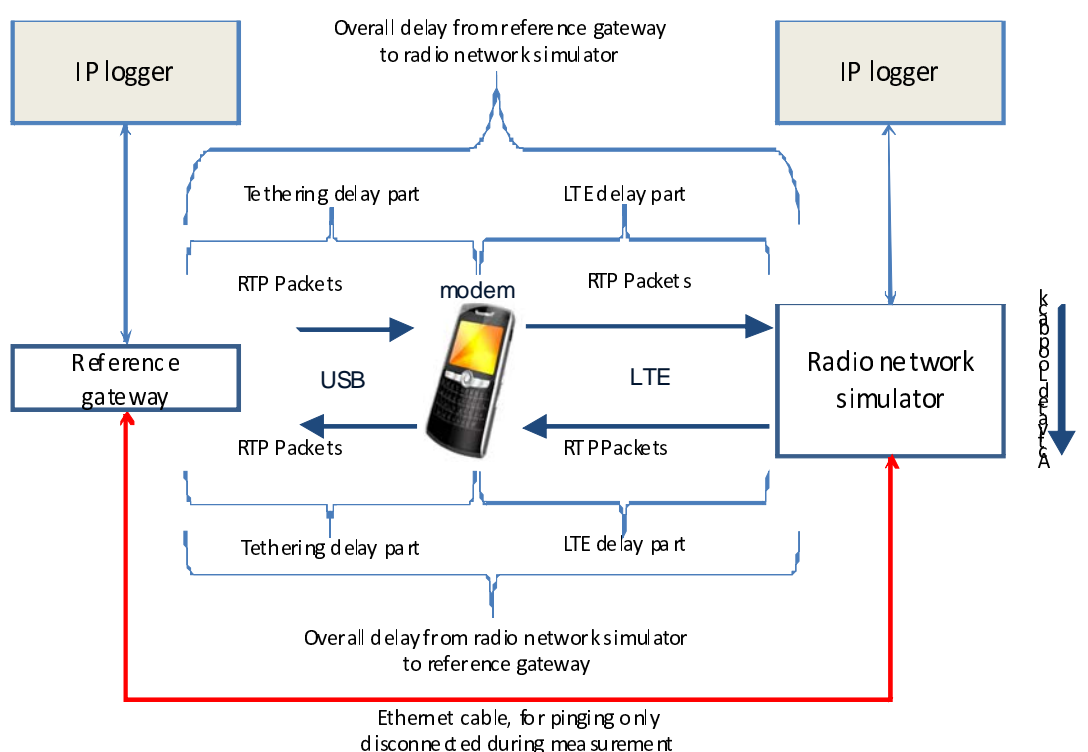 Overall delay from reference gateway
to radio network simulator
IP logger
IP logger
Tethering delay part
LTE delay part
RTP Packets
RTP Packets
modem
Reference
gateway
USB
LTE
Radio network
simulator
Activated Loopback
RTP Packets
RTP Packets
Tethering delay part
LTE delay part
Overall delay from radio network simulator
to reference gateway
Ethernet cable, for pinging only
disconnected during measurement